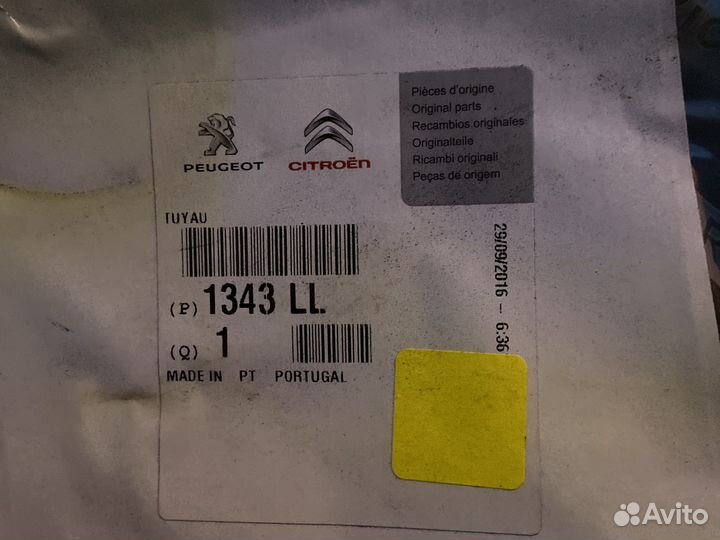 PEUGEOT
CITROËN
Pièces d'origine
Original parts
Recambios originales
Originalteile
Ricambi originali
Peças de origem
TUYAU
(P) 1343 LL.
(Q) 1
MADE IN PT PORTUGAL
29/09/2016 - 6:36
Avito